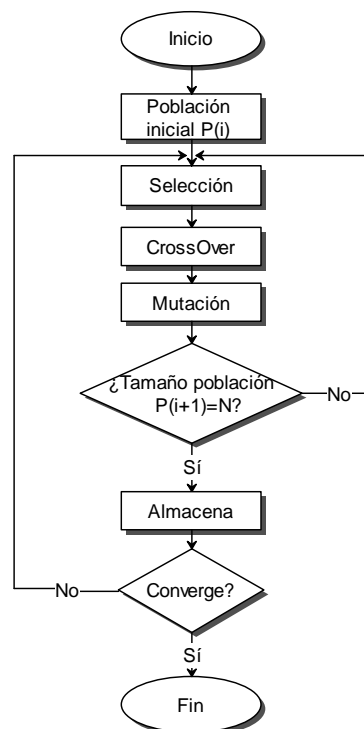 Inicio
Población
inicial P(i)
Selección
CrossOver
Mutación
¿Tamaño población
P(i+1)=N?
No
Sí
Almacena
Converge?
No
Sí
Fin